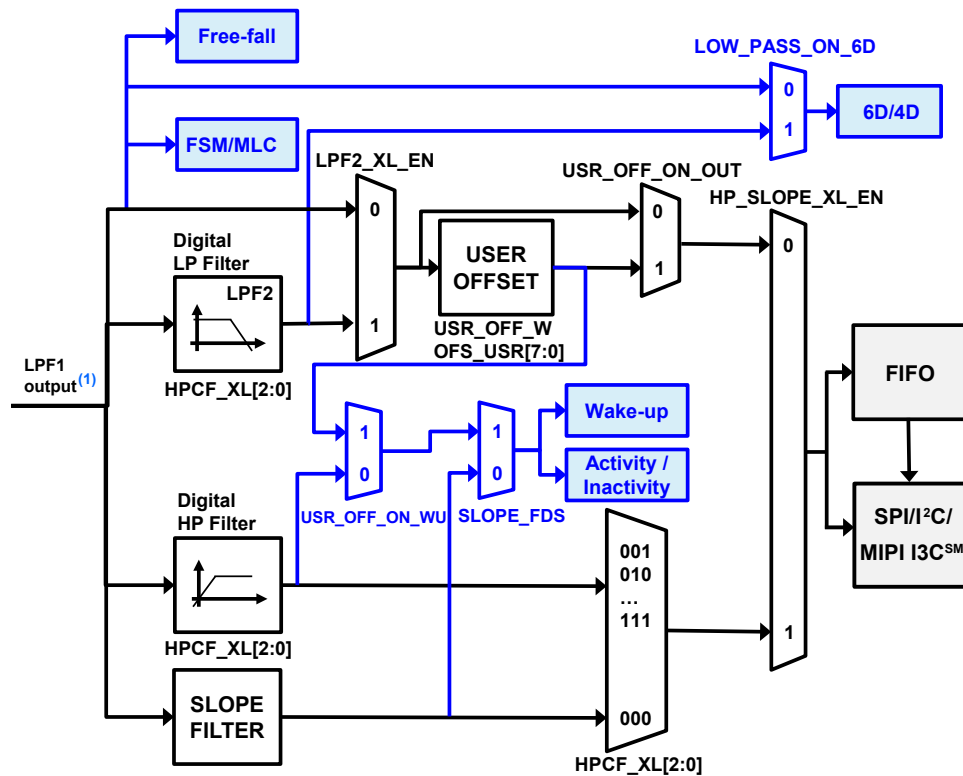 Free-fall
LOW_PASS_ON_6D
0
1
6D/4D
FSM/MLC
LPF2_XL_EN
USR_OFF_ON_OUT
HP_SLOPE_XL_EN
0
0
0
Digital
LP Filter
USER
OFFSET
1
LPF2
1
USR_OFF_W
OFS_USR[7:0]
LPF1
output(1)
HPCF_XL[2:0]
FIFO
Wake-up
1
0
1
0
Activity /
Inactivity
USR_OFF_ON_WU
SLOPE_FDS
Digital
HP Filter
SPI/I²C/
MIPI I3C℠
001
010
...
111
1
HPCF_XL[2:0]
SLOPE
FILTER
000
HPCF_XL[2:0]